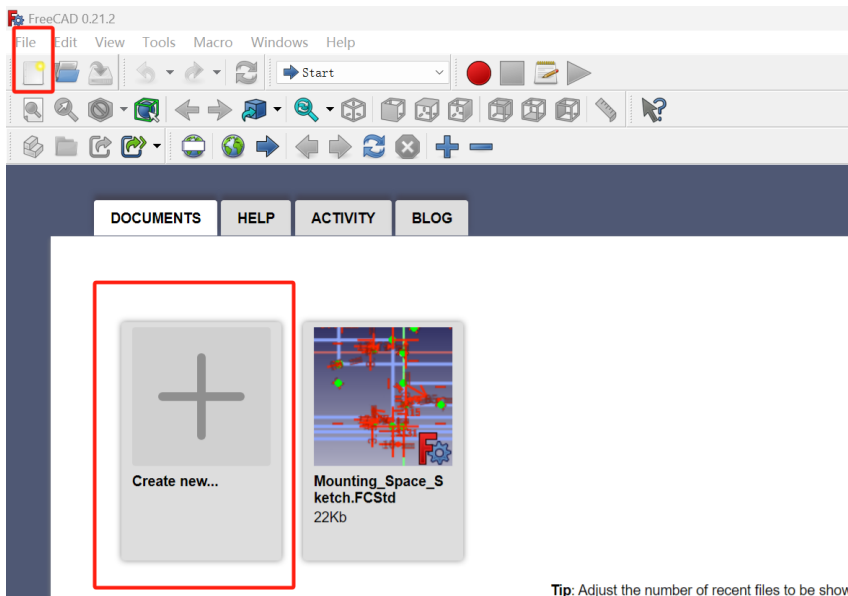 FreeCAD 0.21.2
File Edit View Tools Macro Windows Help
Start
DOCUMENTS HELP ACTIVITY BLOG
Create new...
Mounting_Space_S
ketch.FCStd
22Kb
Tip: Adjust the number of recent files to be show